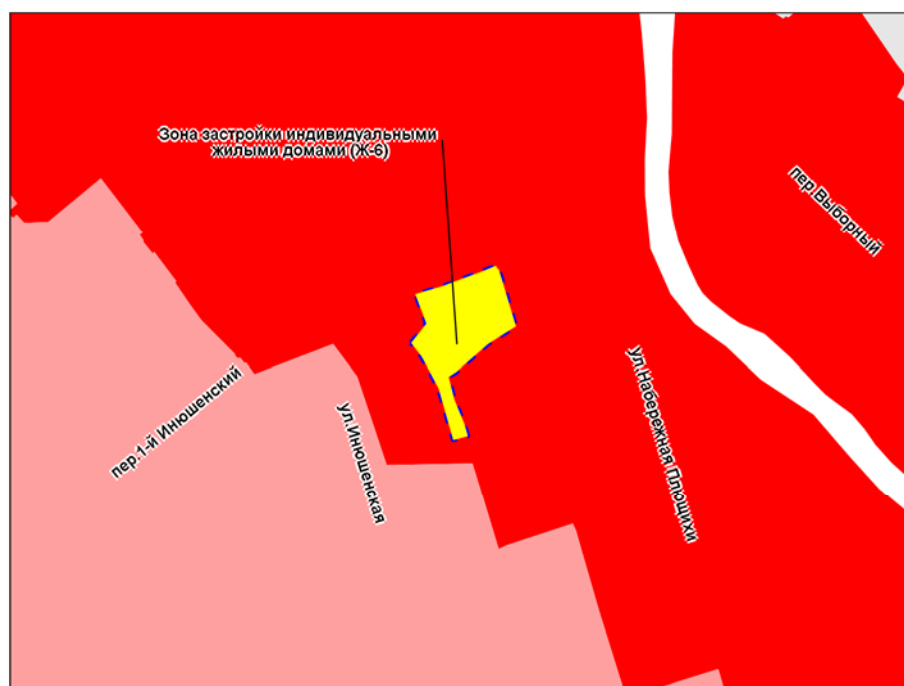 Зона застройки индивидуальными
жилыми домами (Ж-6)
пер.Выборный
ул.Набережная Плющихи
пер.1-й Инюшенский
ул.Инюшенская